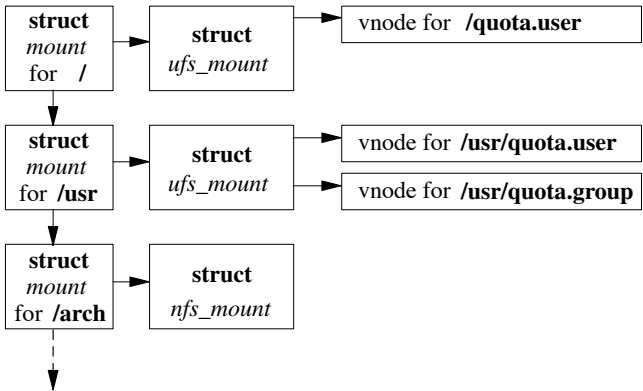 struct
mount
for /
struct
ufs_mount
vnode for /quota.user
struct
mount
for /usr
struct
ufs_mount
vnode for /usr/quota.user
vnode for /usr/quota.group
struct
mount
for /arch
struct
nfs_mount